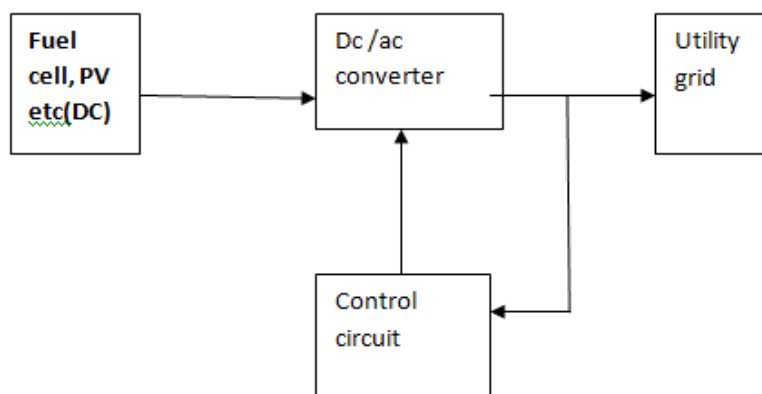 Fuel
cell, PV
etc(DC)
Dc /ac
converter
Utility
grid
Control
circuit